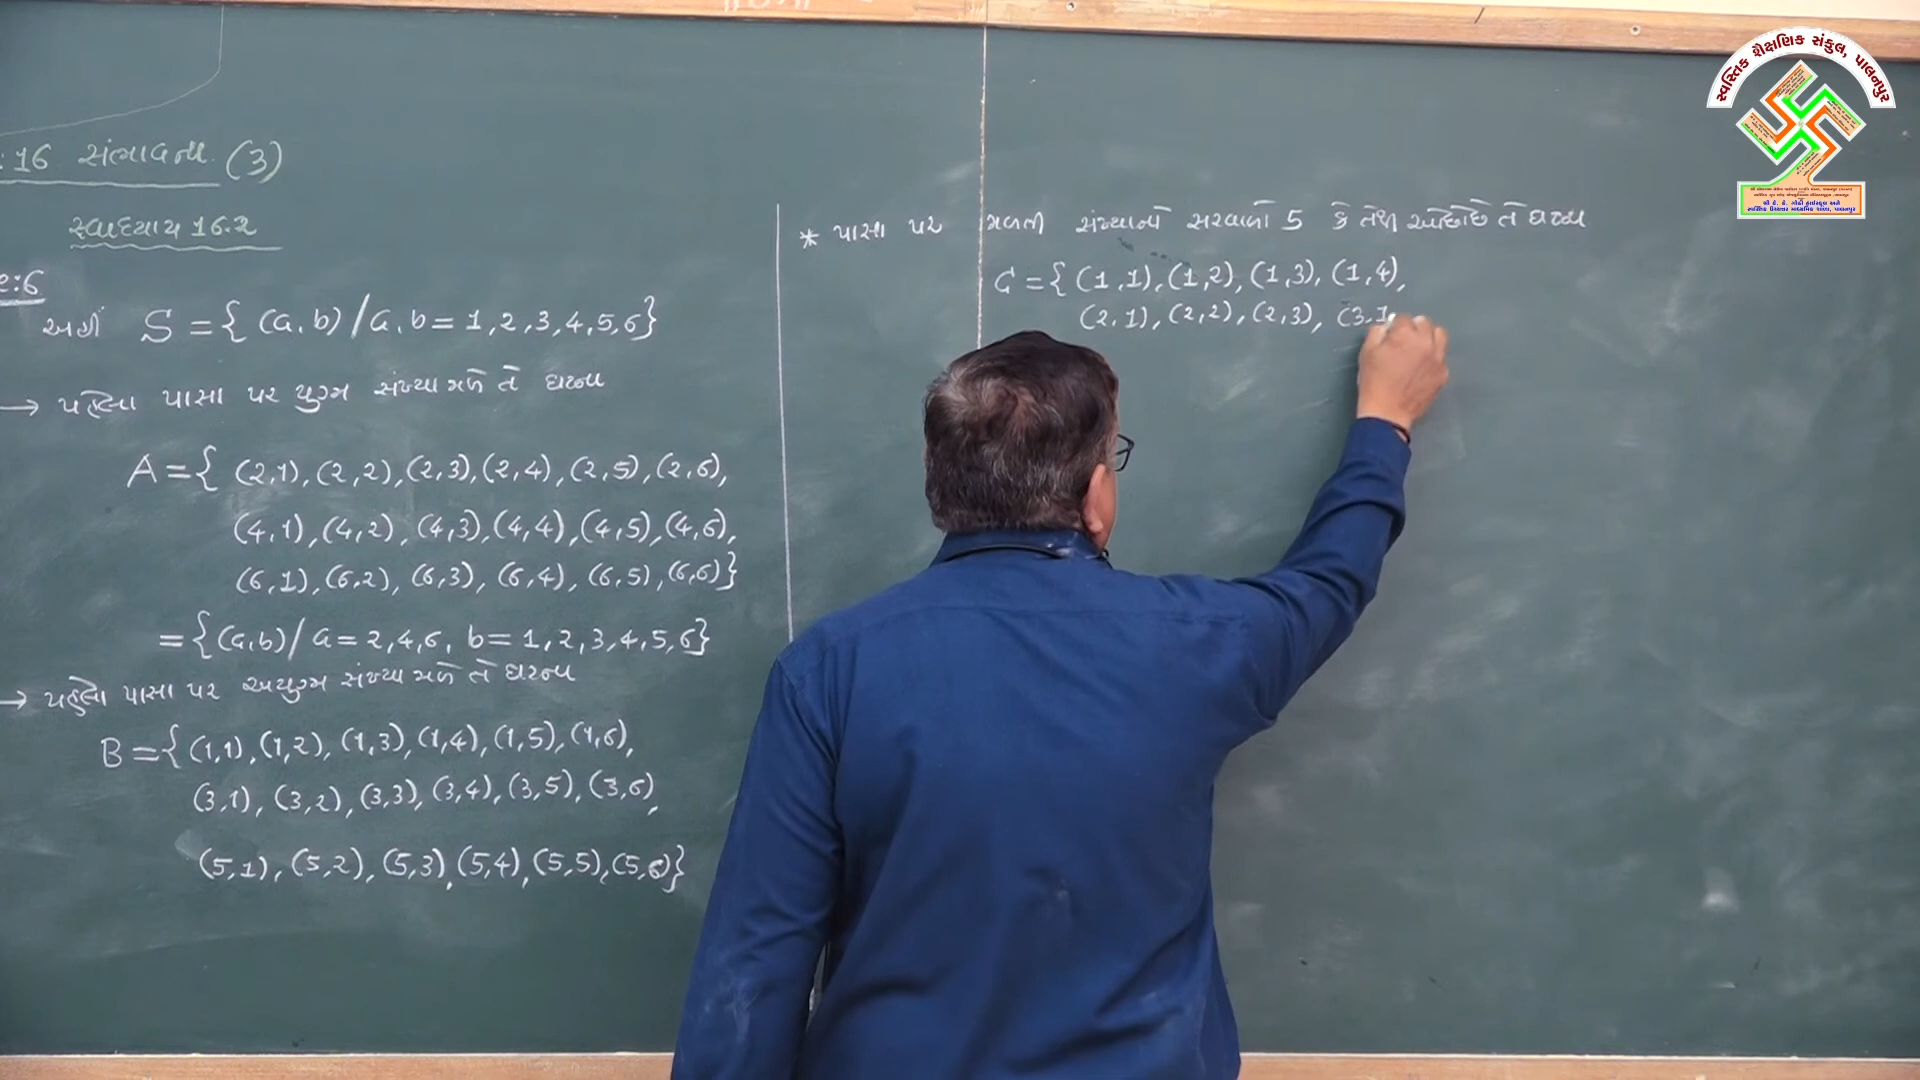 : 16 સંભાવના (3)
સ્વાધ્યાય 16.2
2:6
અહીં S = { (a, b) / a, b = 1, 2, 3, 4, 5, 6 }
→ પહેલા પાસા પર યુગ્મ સંખ્યા મળે તે ઘટના
A = { (2,1), (2,2), (2,3), (2,4), (2,5), (2,6),
(4,1), (4,2), (4,3), (4,4), (4,5), (4,6),
(6,1), (6,2), (6,3), (6,4), (6,5), (6,6) }
= { (a,b) / a = 2,4,6, b = 1,2,3,4,5,6 }
→ પહેલા પાસા પર અયુગ્મ સંખ્યા મળે તે ઘટના
B = { (1,1), (1,2), (1,3), (1,4), (1,5), (1,6),
(3,1), (3,2), (3,3), (3,4), (3,5), (3,6),
(5,1), (5,2), (5,3), (5,4), (5,5), (5,6) }
* પાસા પર મળતી સંખ્યાનો સરવાળો 5 કે તેથી ઓછો છે તે ઘટના
C = { (1,1), (1,2), (1,3), (1,4),
(2,1), (2,2), (2,3), (3,1
સ્વસ્તિક શૈક્ષણિક સંકુલ, પાલનપુર